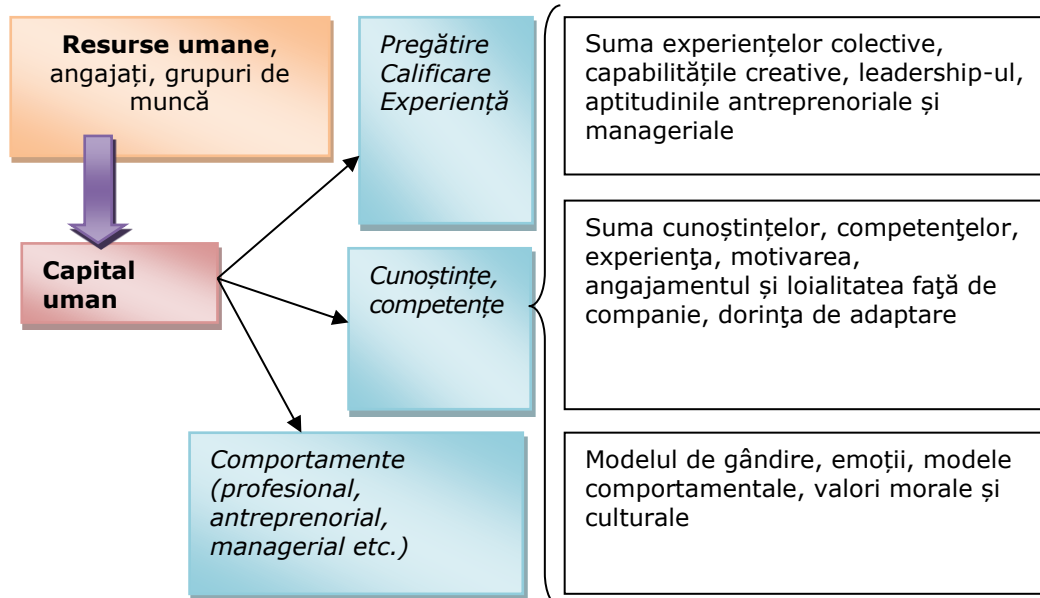 Resurse umane,
angajați, grupuri de
muncă
Capital
uman
Pregătire
Calificare
Experiență
Cunoștințe,
competențe
Comportamente
(profesional,
antreprenorial,
managerial etc.)
Suma experiențelor colective,
capabilitățile creative, leadership-ul,
aptitudinile antreprenoriale și
manageriale
Suma cunoștințelor, competenţelor,
experienţa, motivarea,
angajamentul și loialitatea faţă de
companie, dorinţa de adaptare
Modelul de gândire, emoții, modele
comportamentale, valori morale și
culturale